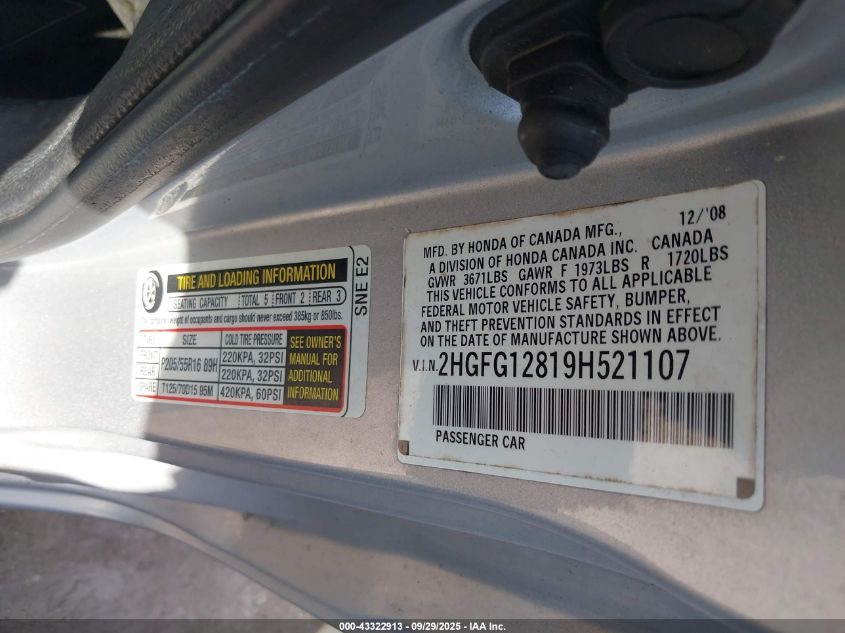 TIRE AND LOADING INFORMATION
SEATING CAPACITY TOTAL 5 FRONT 2 REAR 3
weight of occupants and cargo should never exceed 385kg or 850lbs.
SIZE COLD TIRE PRESSURE
FRONT P205/55R16 89H 220KPA, 32PSI
REAR 220KPA, 32PSI
SPARE T125/70D15 95M 420KPA, 60PSI
SEE OWNER'S
MANUAL FOR
ADDITIONAL
INFORMATION
SNE E2
12/'08
MFD. BY HONDA OF CANADA MFG.,
A DIVISION OF HONDA CANADA INC. CANADA
GVWR 3671LBS GAWR F 1973LBS R 1720LBS
THIS VEHICLE CONFORMS TO ALL APPLICABLE
FEDERAL MOTOR VEHICLE SAFETY, BUMPER,
AND THEFT PREVENTION STANDARDS IN EFFECT
ON THE DATE OF MANUFACTURE SHOWN ABOVE.
V.I.N. 2HGFG12819H521107
PASSENGER CAR
000-43322913 - 09/29/2025 - IAA Inc.